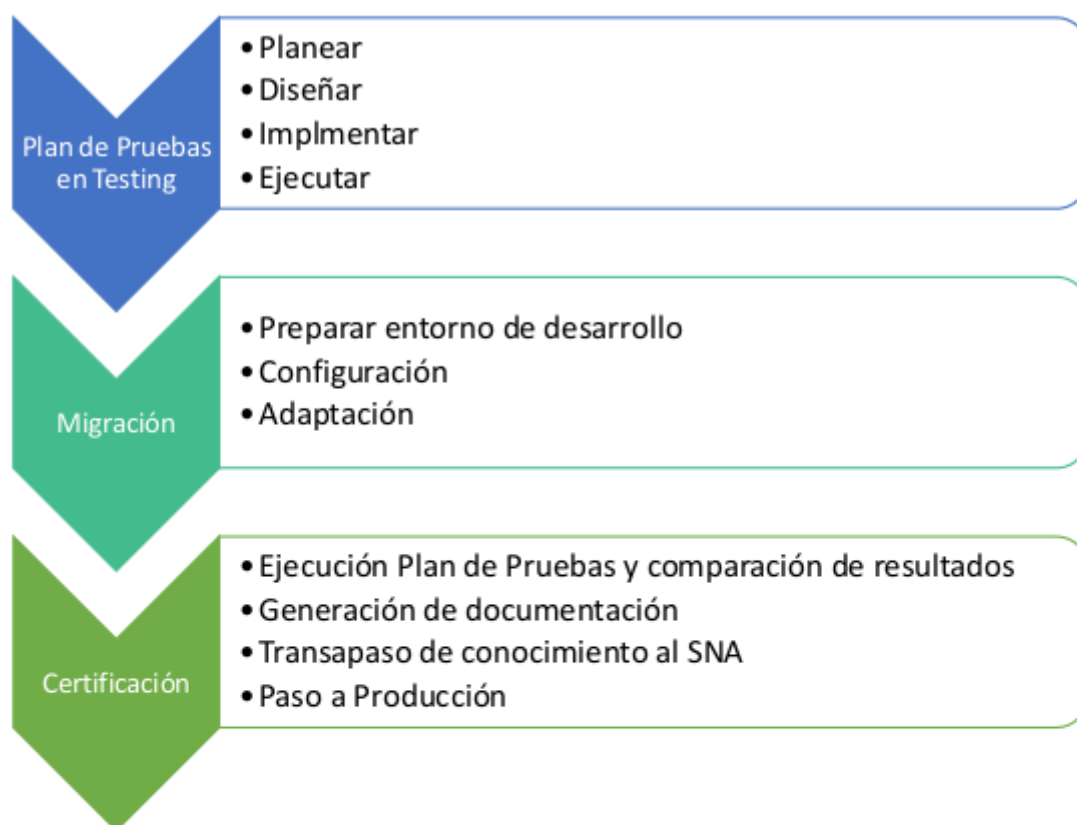 Plan de Pruebas
en Testing
• Planear
• Diseñar
• Implmentar
• Ejecutar
Migración
• Preparar entorno de desarrollo
• Configuración
• Adaptación
Certificación
• Ejecución Plan de Pruebas y comparación de resultados
• Generación de documentación
• Transapaso de conocimiento al SNA
• Paso a Producción